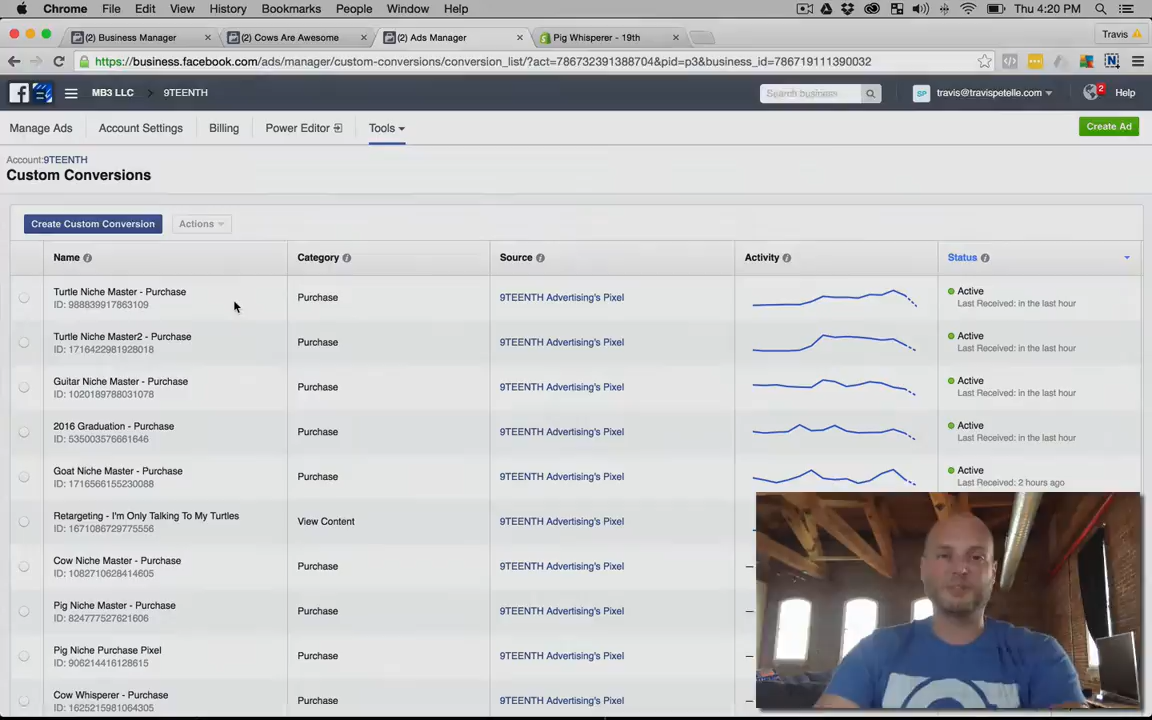 Chrome File Edit View History Bookmarks People Window Help Thu 4:20 PM
(2) Business Manager × (2) Cows Are Awesome × (2) Ads Manager × Pig Whisperer - 19th × Travis
https://business.facebook.com/ads/manager/custom-conversions/conversion_list/?act=786732391388704&pid=p3&business_id=786719111390032
MB3 LLC > 9TEENTH Search business SP travis@travispetelle.com 2 Help
Manage Ads Account Settings Billing Power Editor Tools Create Ad
Account:9TEENTH
Custom Conversions
Create Custom Conversion Actions
Name Category Source Activity Status
Turtle Niche Master - Purchase Purchase 9TEENTH Advertising's Pixel Active
ID: 988839917863109 Last Received: in the last hour
Turtle Niche Master2 - Purchase Purchase 9TEENTH Advertising's Pixel Active
ID: 1716422981928018 Last Received: in the last hour
Guitar Niche Master - Purchase Purchase 9TEENTH Advertising's Pixel Active
ID: 1020189788031078 Last Received: in the last hour
2016 Graduation - Purchase Purchase 9TEENTH Advertising's Pixel Active
ID: 535003576661646 Last Received: in the last hour
Goat Niche Master - Purchase Purchase 9TEENTH Advertising's Pixel Active
ID: 1716566155230088 Last Received: 2 hours ago
Retargeting - I'm Only Talking To My Turtles View Content 9TEENTH Advertising's Pixel
ID: 1671086729775556
Cow Niche Master - Purchase Purchase 9TEENTH Advertising's Pixel
ID: 1082710628414605
Pig Niche Master - Purchase Purchase 9TEENTH Advertising's Pixel
ID: 824777527621606
Pig Niche Purchase Pixel Purchase 9TEENTH Advertising's Pixel
ID: 906214416128615
Cow Whisperer - Purchase Purchase 9TEENTH Advertising's Pixel
ID: 1625215981064305